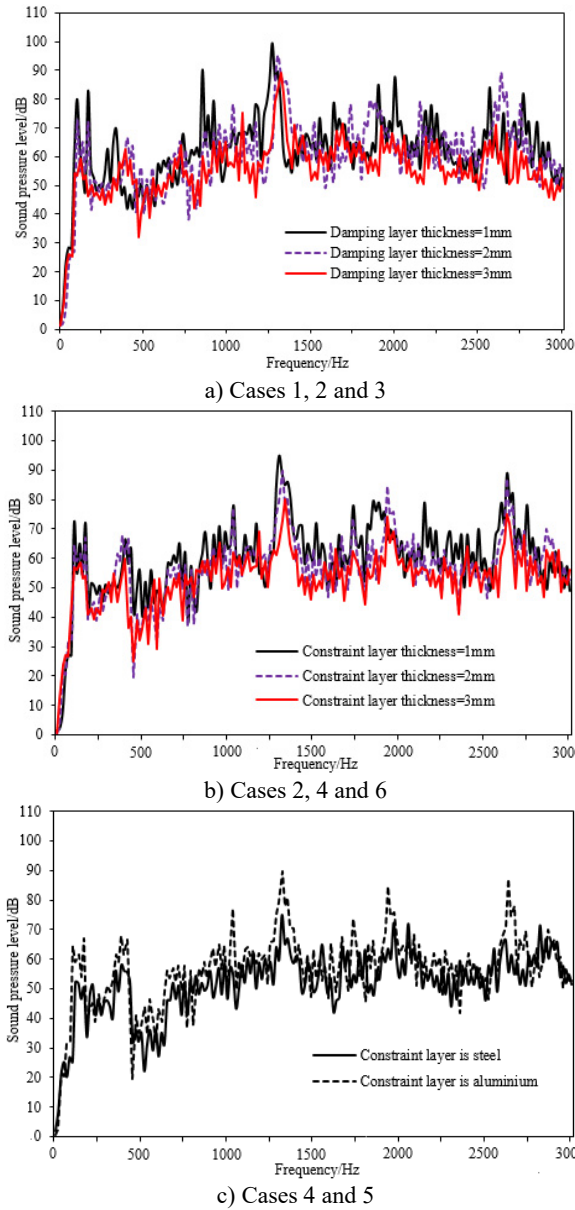 110
100
90
80
70
60
50
40
30
20
10
0
Sound pressure level/dB
Damping layer thickness=1mm
Damping layer thickness=2mm
Damping layer thickness=3mm
0 500 1000 1500 2000 2500 3000
Frequency/Hz
a) Cases 1, 2 and 3
110
100
90
80
70
60
50
40
30
20
10
0
Sound pressure level/dB
Constraint layer thickness=1mm
Constraint layer thickness=2mm
Constraint layer thickness=3mm
0 500 1000 1500 2000 2500 3000
Frequency/Hz
b) Cases 2, 4 and 6
110
100
90
80
70
60
50
40
30
20
10
0
Sound pressure level/dB
Constraint layer is steel
Constraint layer is aluminium
0 500 1000 1500 2000 2500 3000
Frequency/Hz
c) Cases 4 and 5